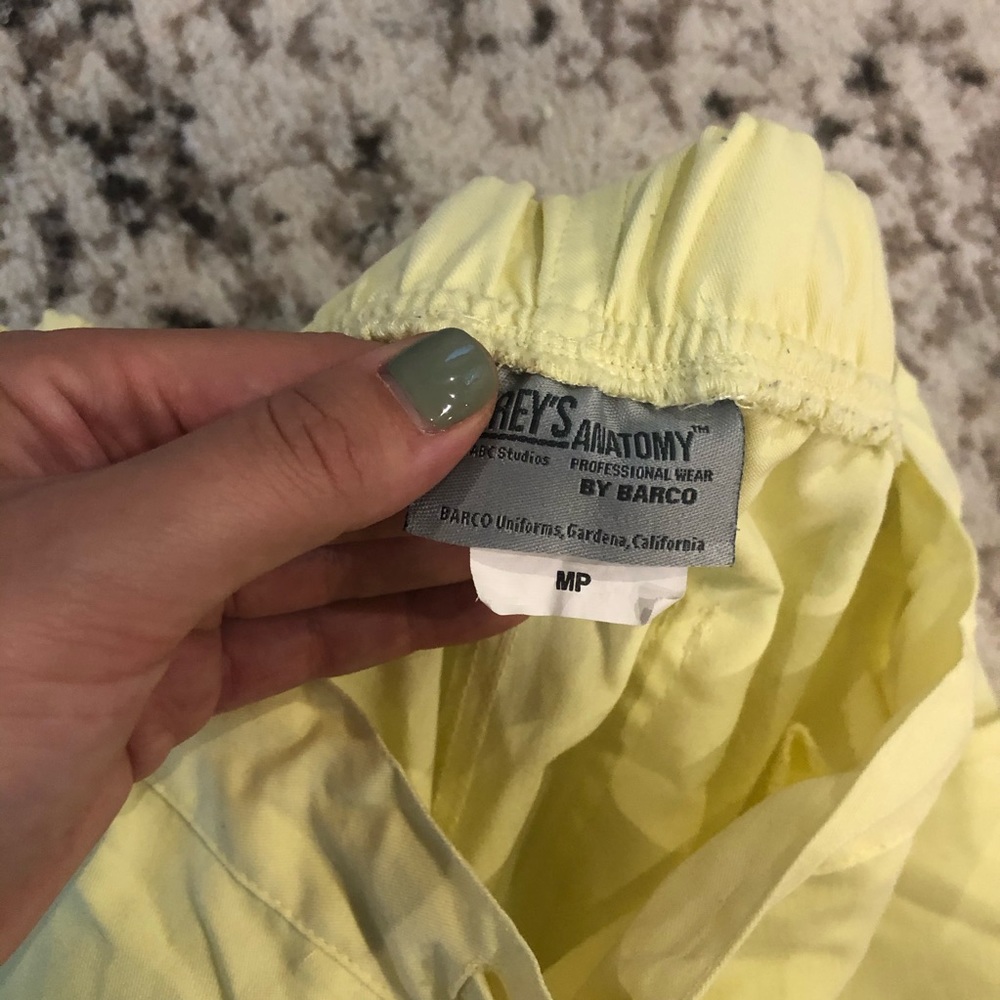 REY'S
ANATOMY™
ABC Studios PROFESSIONAL WEAR
BY BARCO
BARCO Uniforms, Gardena, California
MP